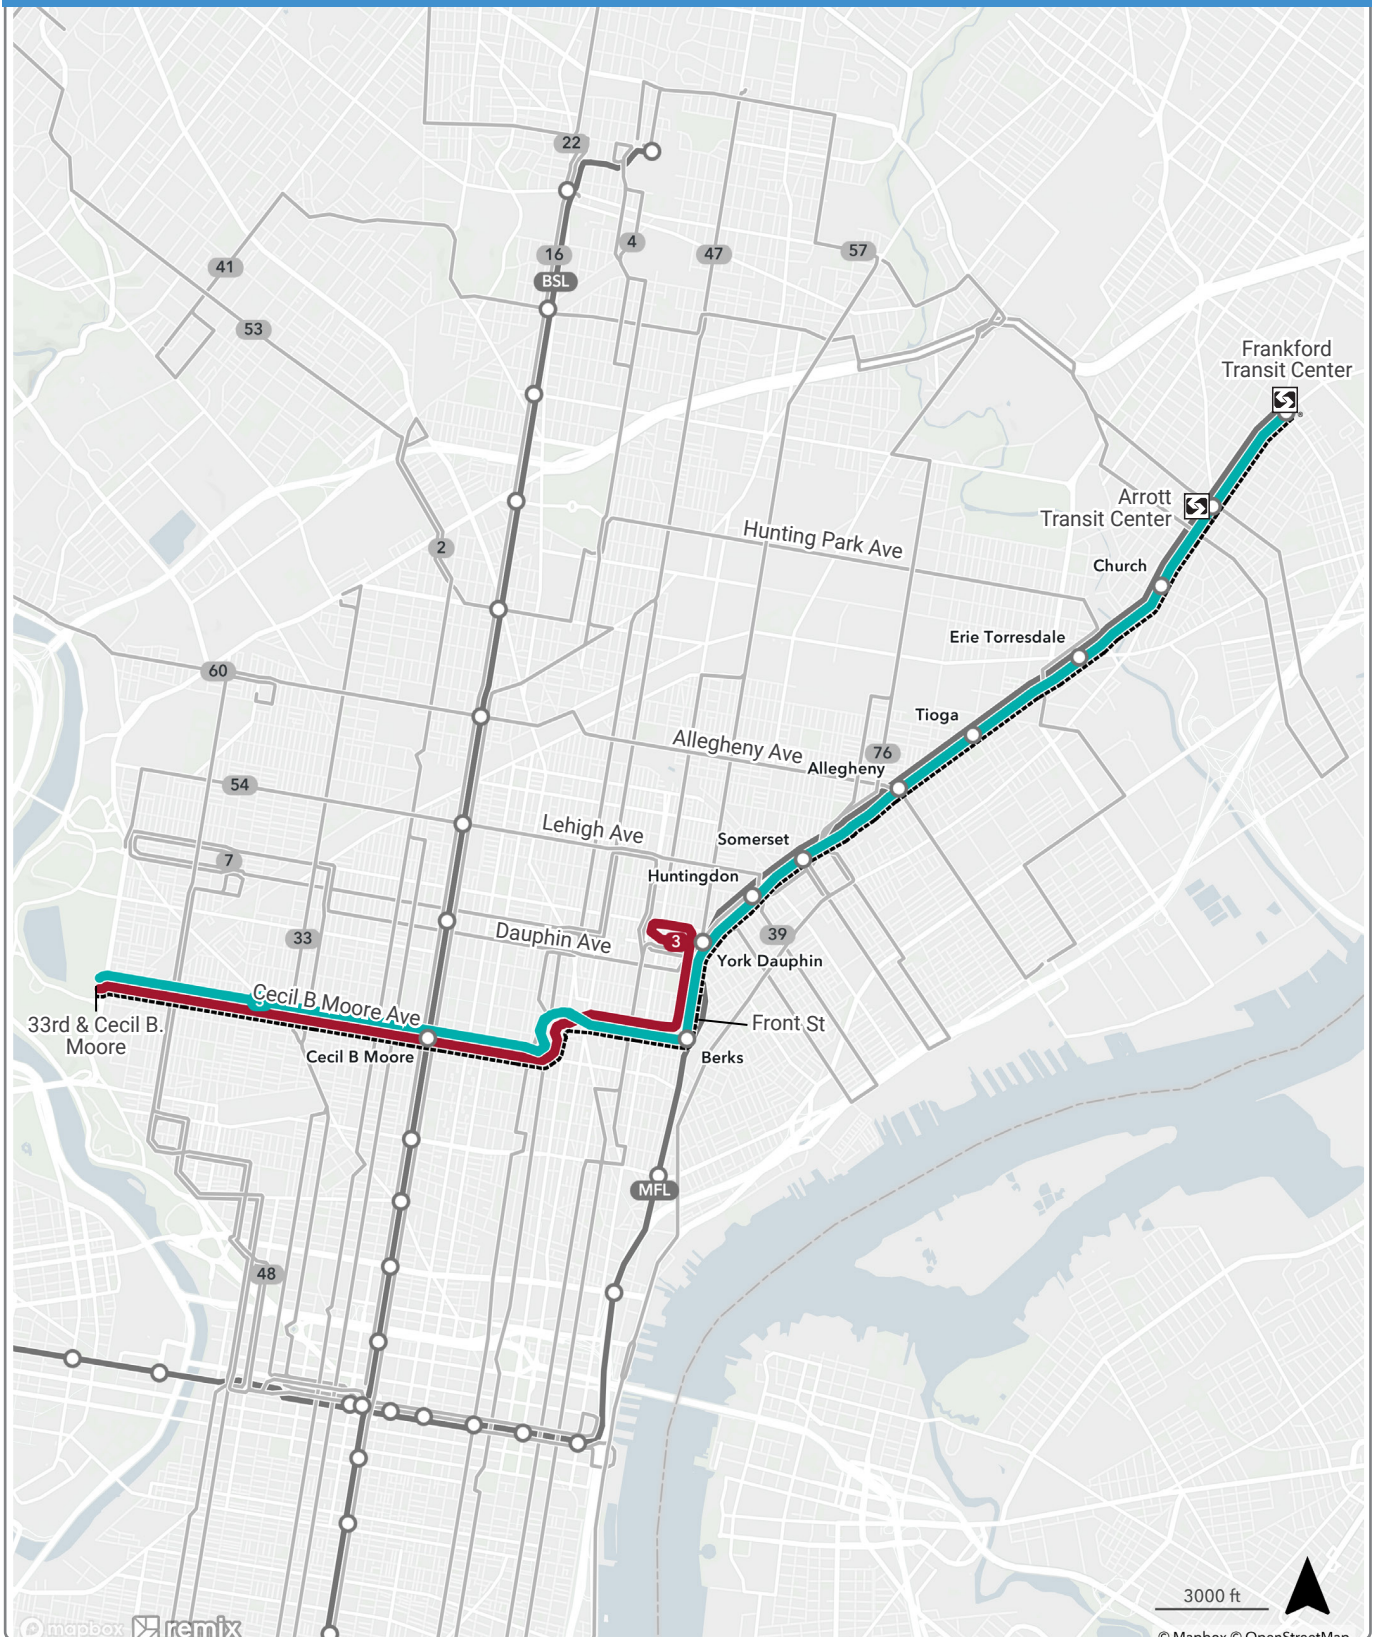 22
4
16
47
57
BSL
41
53
Frankford
Transit Center
Arrott
Transit Center
Hunting Park Ave
2
Church
Erie Torresdale
60
Tioga
Allegheny Ave
76
Allegheny
54
Lehigh Ave
Somerset
7
Huntingdon
33
Dauphin Ave
3
39
York Dauphin
Cecil B Moore Ave
33rd & Cecil B.
Moore
Front St
Cecil B Moore
Berks
MFL
48
3000 ft
mapbox
remix
© Mapbox © OpenStreetMap